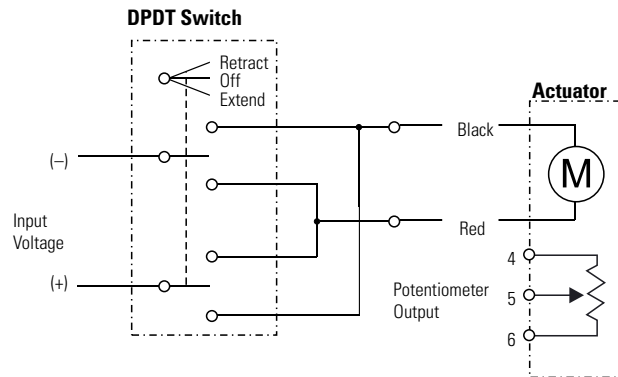 DPDT Switch
Retract
Off
Extend
Actuator
Black
(–)
M
Input
Voltage
Red
4
(+)
Potentiometer
Output
5
6